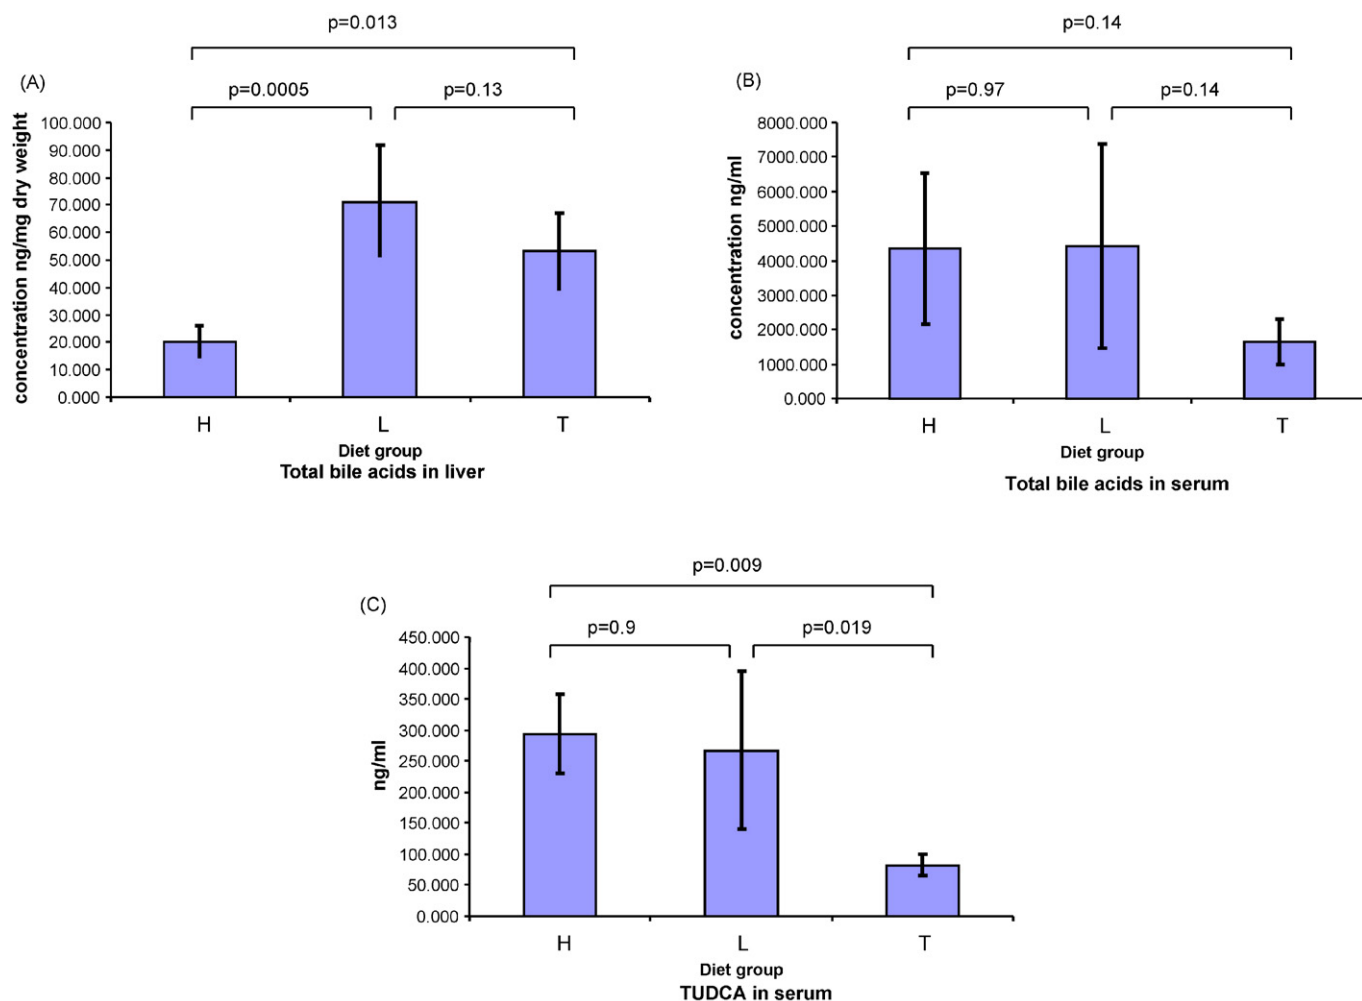 p=0.013
(A)
p=0.0005 p=0.13
concentration ng/mg dry weight
100.000
90.000
80.000
70.000
60.000
50.000
40.000
30.000
20.000
10.000
0.000
H L T
Diet group
Total bile acids in liver
p=0.14
(B)
p=0.97 p=0.14
concentration ng/ml
8000.000
7000.000
6000.000
5000.000
4000.000
3000.000
2000.000
1000.000
0.000
H L T
Diet group
Total bile acids in serum
p=0.009
(C)
p=0.9 p=0.019
ng/ml
450.000
400.000
350.000
300.000
250.000
200.000
150.000
100.000
50.000
0.000
H L T
Diet group
TUDCA in serum